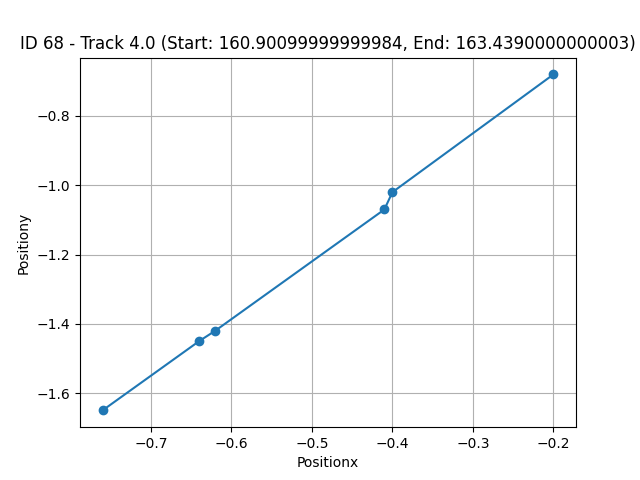 ID 68 - Track 4.0 (Start: 160.90099999999984, End: 163.4390000000003)
−0.8
−1.0
−1.2
−1.4
−1.6
Positiony
−0.7 −0.6 −0.5 −0.4 −0.3 −0.2
Positionx